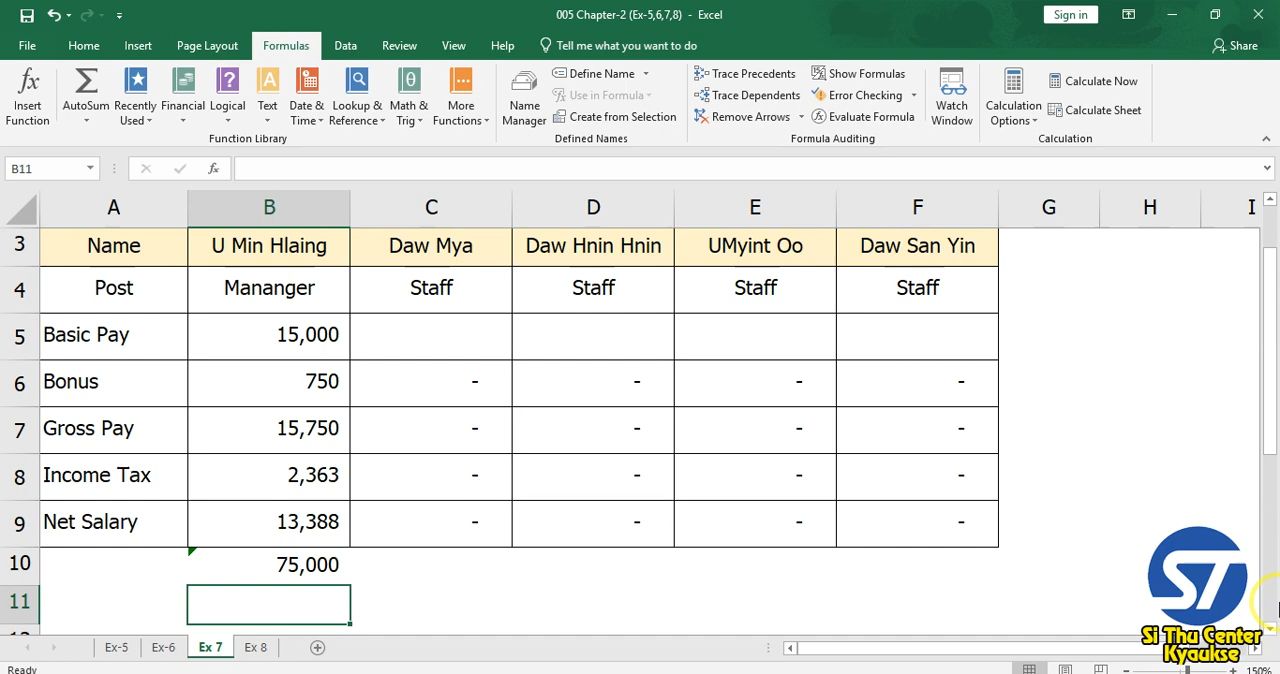 005 Chapter-2 (Ex-5,6,7,8) - Excel
Sign in
File Home Insert Page Layout Formulas Data Review View Help Tell me what you want to do Share
Insert Function
AutoSum
Recently Used
Financial
Logical
Text
Date & Time
Lookup & Reference
Math & Trig
More Functions
Function Library
Name Manager
Define Name
Use in Formula
Create from Selection
Defined Names
Trace Precedents
Trace Dependents
Remove Arrows
Show Formulas
Error Checking
Evaluate Formula
Formula Auditing
Watch Window
Calculation Options
Calculate Now
Calculate Sheet
Calculation
B11 fx
A B C D E F G H I
3 Name U Min Hlaing Daw Mya Daw Hnin Hnin UMyint Oo Daw San Yin
4 Post Mananger Staff Staff Staff Staff
5 Basic Pay 15,000
6 Bonus 750 - - - -
7 Gross Pay 15,750 - - - -
8 Income Tax 2,363 - - - -
9 Net Salary 13,388 - - - -
10 75,000
11
ST
Si Thu Center
Kyaukse
Ex-5 Ex-6 Ex 7 Ex 8
Ready 150%